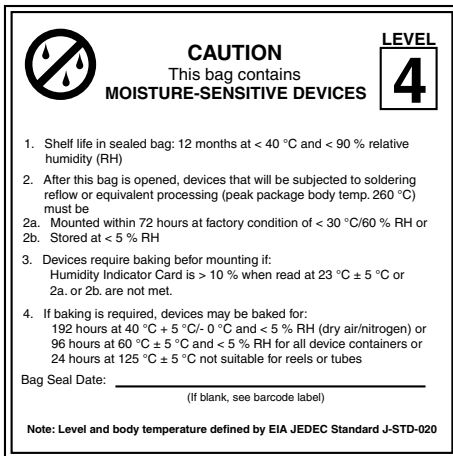 LEVEL
CAUTION
4
This bag contains
MOISTURE-SENSITIVE DEVICES
1. Shelf life in sealed bag: 12 months at < 40 °C and < 90 % relative
humidity (RH)
2. After this bag is opened, devices that will be subjected to soldering
reflow or equivalent processing (peak package body temp. 260 °C)
must be
2a. Mounted within 72 hours at factory condition of < 30 °C/60 % RH or
2b. Stored at < 5 % RH
3. Devices require baking befor mounting if:
Humidity Indicator Card is > 10 % when read at 23 °C ± 5 °C or
2a. or 2b. are not met.
4. If baking is required, devices may be baked for:
192 hours at 40 °C + 5 °C/- 0 °C and < 5 % RH (dry air/nitrogen) or
96 hours at 60 °C ± 5 °C and < 5 % RH for all device containers or
24 hours at 125 °C ± 5 °C not suitable for reels or tubes
Bag Seal Date:
(If blank, see barcode label)
Note: Level and body temperature defined by EIA JEDEC Standard J-STD-020